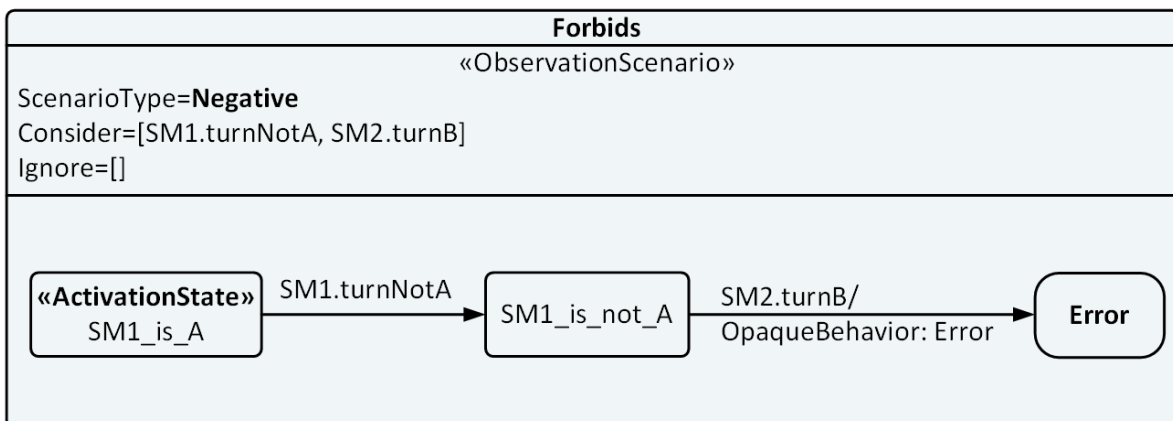 Forbids
«ObservationScenario»
ScenarioType=Negative
Consider=[SM1.turnNotA, SM2.turnB]
Ignore=[]
«ActivationState»
SM1_is_A
SM1.turnNotA
SM1_is_not_A
SM2.turnB/
OpaqueBehavior: Error
Error